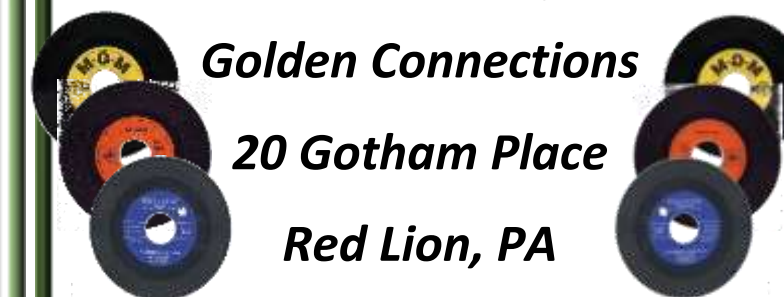 M-G-M
M-G-M
Golden Connections
20 Gotham Place
Red Lion, PA